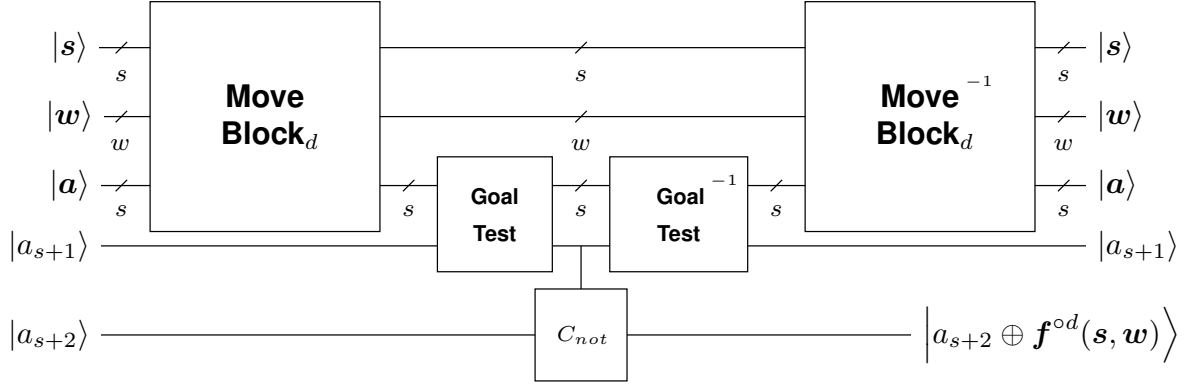 |s⟩ s s s |s⟩
Move Block_d Move Block_d^{-1}
|w⟩ w w w |w⟩
|a⟩ s s s s s |a⟩
Goal Test Goal Test^{-1}
|a_{s+1}⟩ |a_{s+1}⟩
|a_{s+2}⟩ C_{not} |a_{s+2} ⊕ f^{∘d}(s, w)⟩